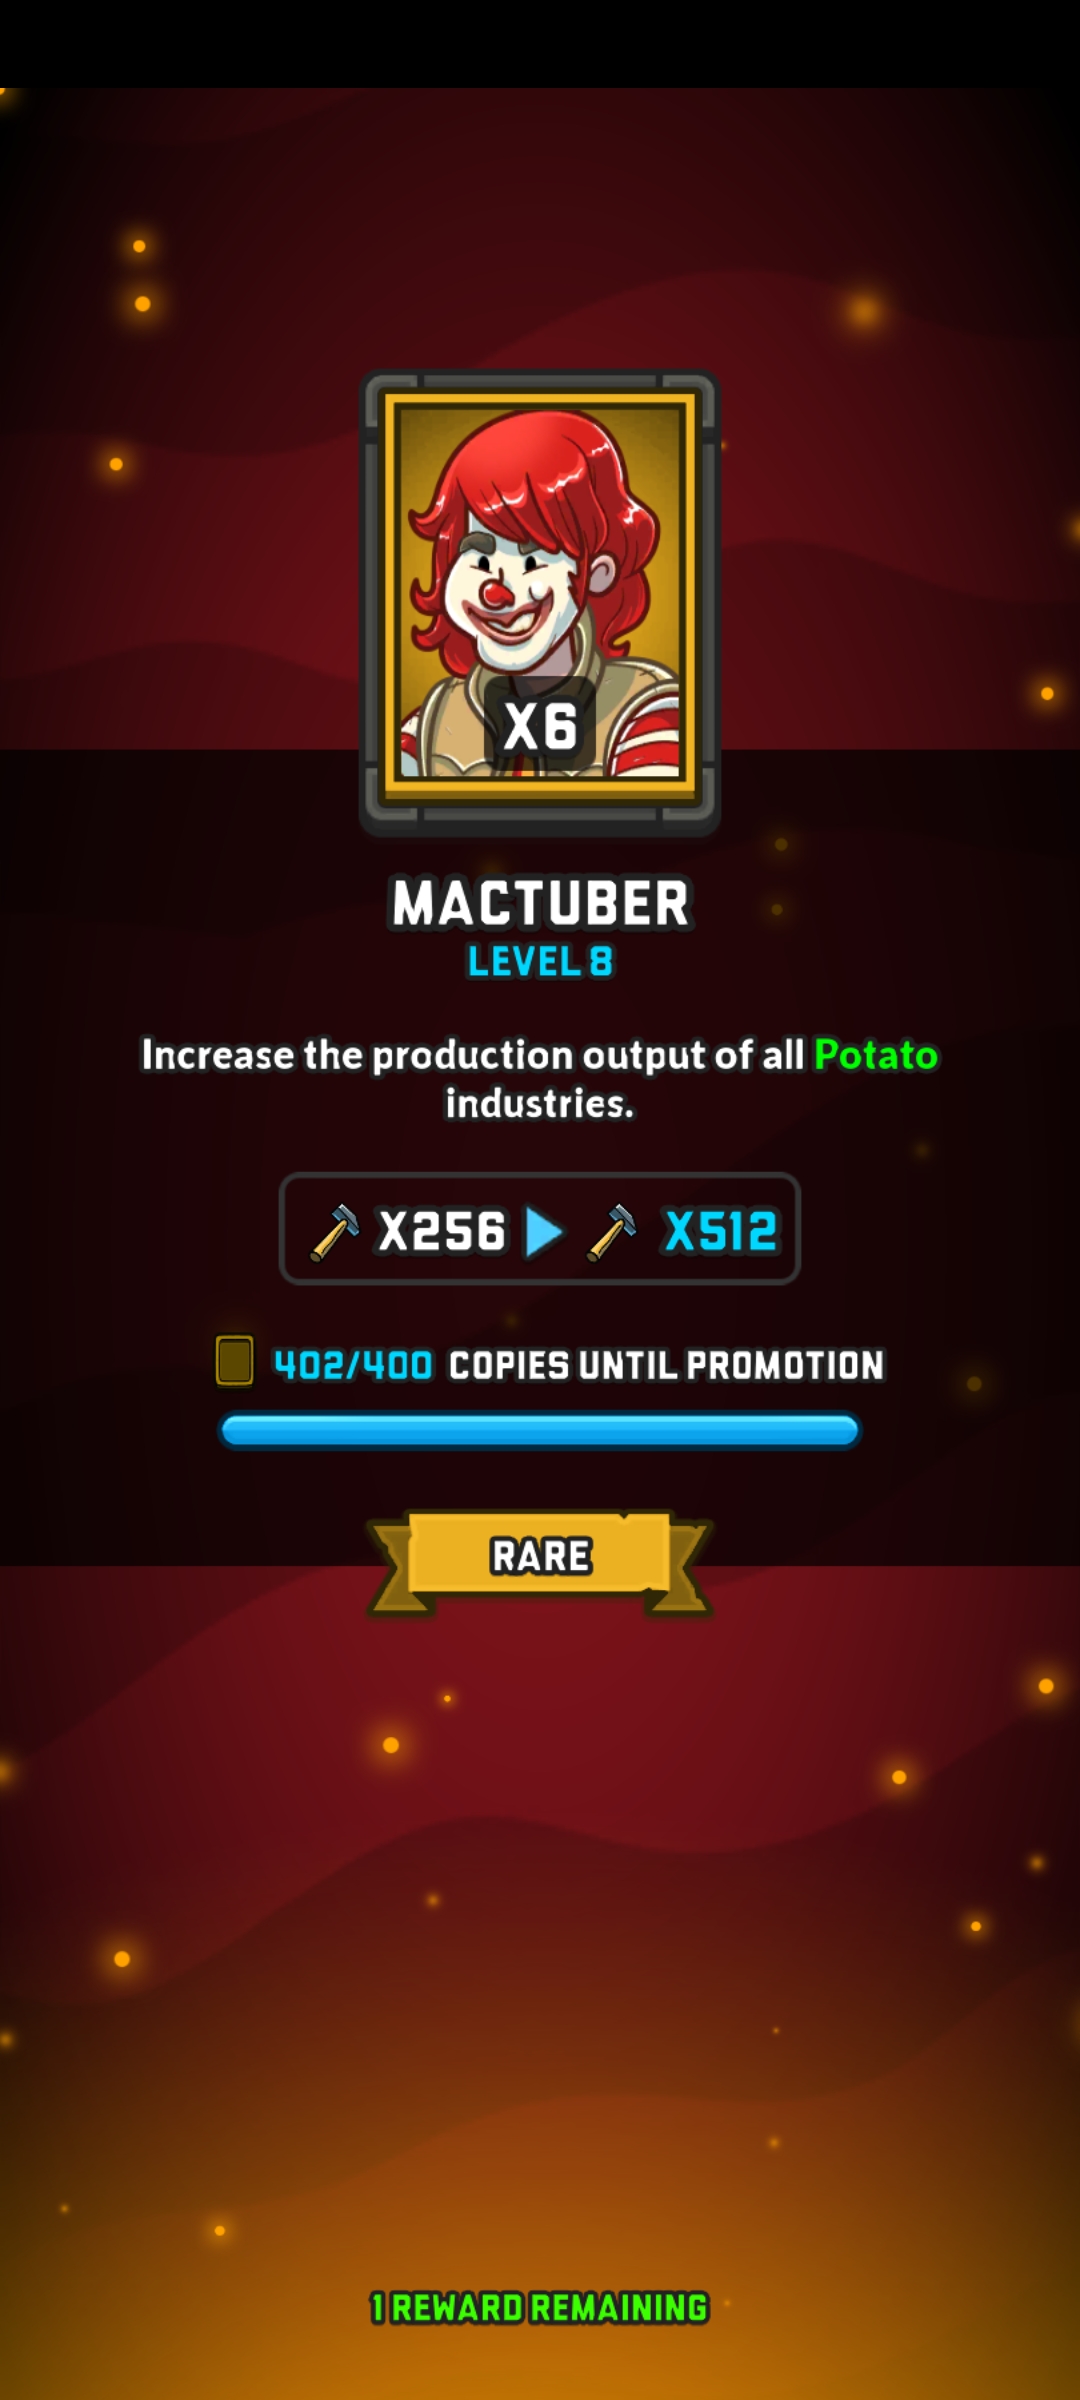 X6
MACTUBER
LEVEL 8
Increase the production output of all Potato
industries.
X256 X512
402/400 COPIES UNTIL PROMOTION
RARE
1 REWARD REMAINING